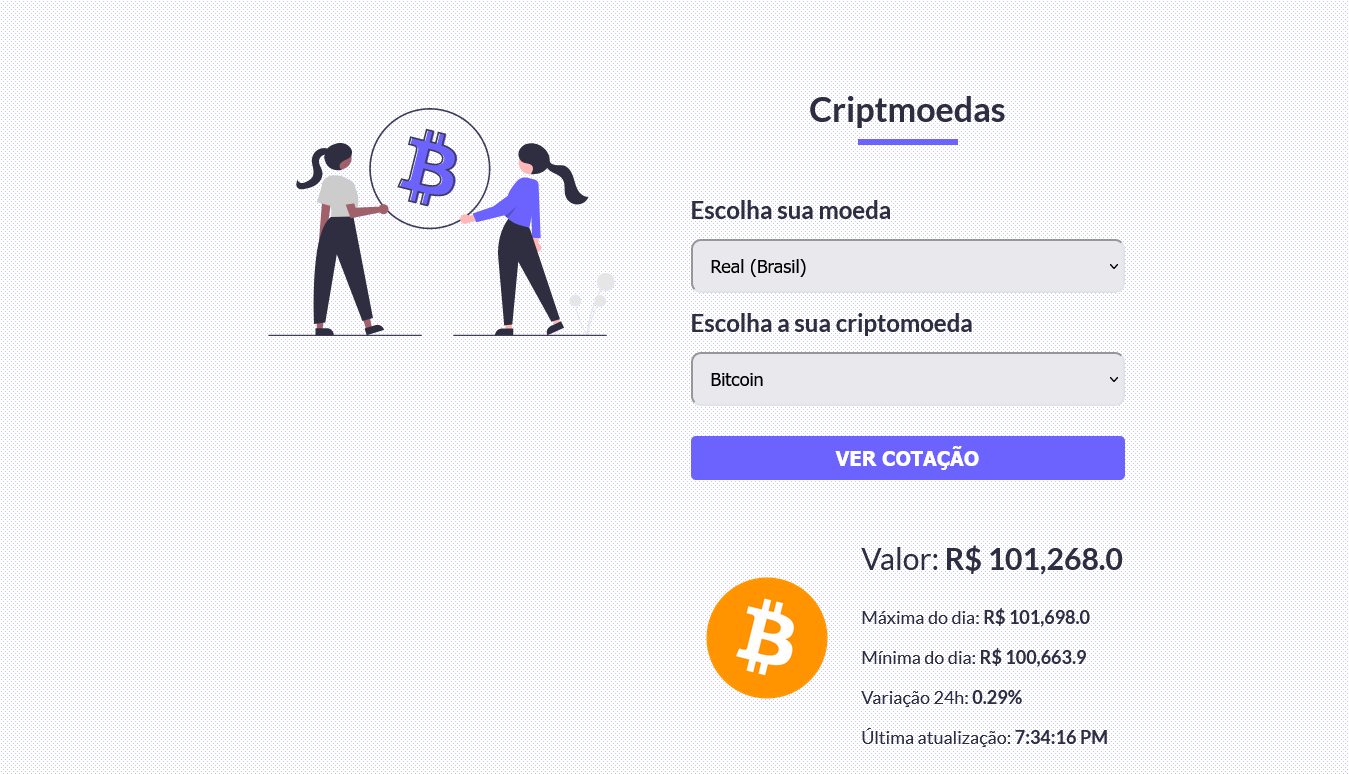 Criptmoedas
Escolha sua moeda
Real (Brasil)
Escolha a sua criptomoeda
Bitcoin
VER COTAÇÃO
Valor: R$ 101,268.0
Máxima do dia: R$ 101,698.0
Mínima do dia: R$ 100,663.9
Variação 24h: 0.29%
Última atualização: 7:34:16 PM